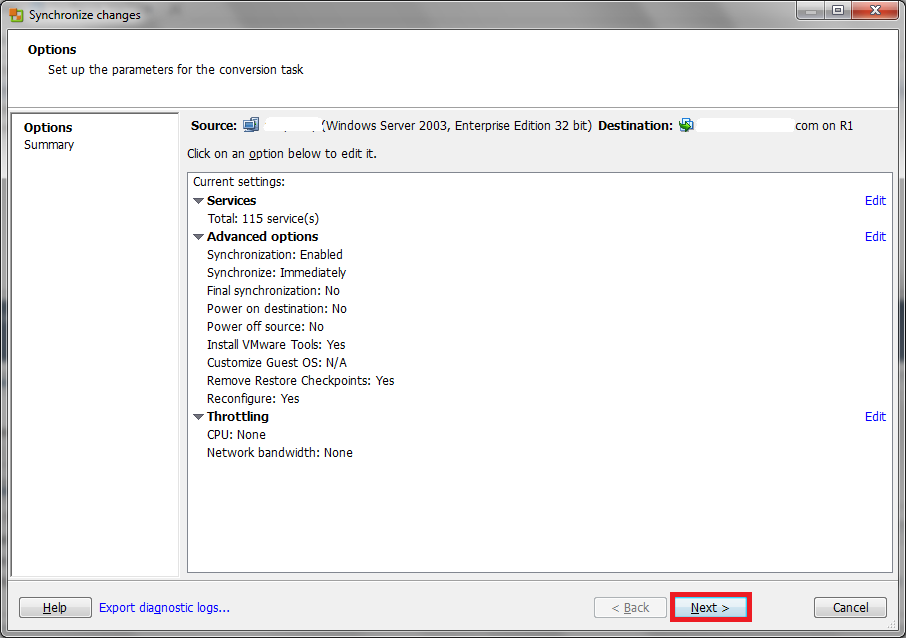 Synchronize changes
Options
Set up the parameters for the conversion task
Options
Summary
Source: (Windows Server 2003, Enterprise Edition 32 bit) Destination: com on R1
Click on an option below to edit it.
Current settings:
Services Edit
Total: 115 service(s)
Advanced options Edit
Synchronization: Enabled
Synchronize: Immediately
Final synchronization: No
Power on destination: No
Power off source: No
Install VMware Tools: Yes
Customize Guest OS: N/A
Remove Restore Checkpoints: Yes
Reconfigure: Yes
Throttling Edit
CPU: None
Network bandwidth: None
Help Export diagnostic logs... < Back Next > Cancel